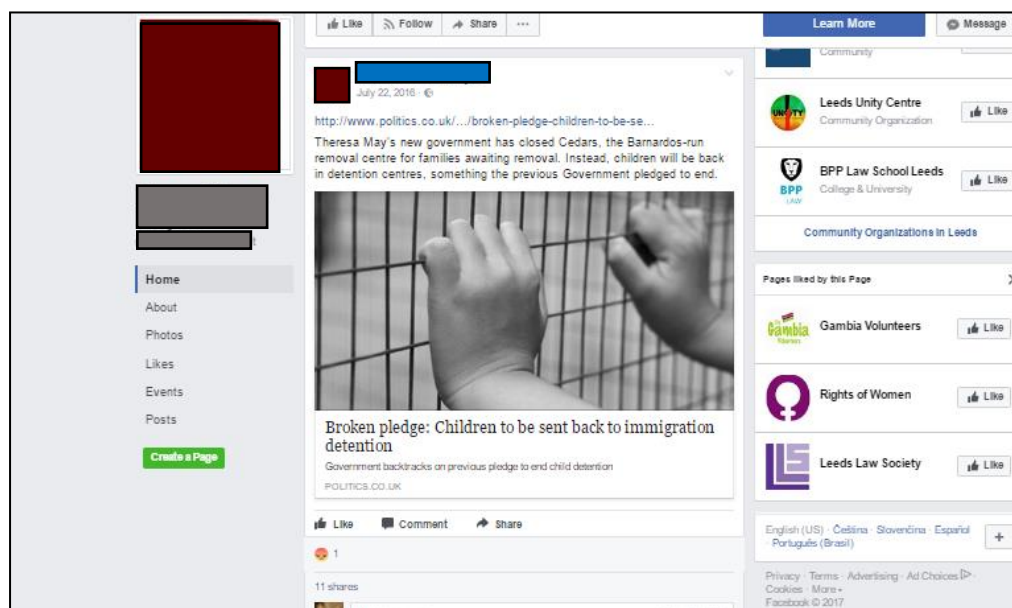 Like Follow Share ...
Learn More
Message
July 22, 2016 ·
http://www.politics.co.uk/.../broken-pledge-children-to-be-se...
Theresa May's new government has closed Cedars, the Barnardos-run
removal centre for families awaiting removal. Instead, children will be back
in detention centres, something the previous Government pledged to end.
Broken pledge: Children to be sent back to immigration
detention
Government backtracks on previous pledge to end child detention
POLITICS.CO.UK
Like Comment Share
1
11 shares
t
Home
About
Photos
Likes
Events
Posts
Create a Page
Community
UNITY
Leeds Unity Centre
Community Organization
Like
BPP
LAW
BPP Law School Leeds
College & University
Like
Community Organizations in Leeds
Pages liked by this Page
Gambia
Volunteers
Gambia Volunteers
Like
Rights of Women
Like
LLS
Leeds Law Society
Like
English (US) · Čeština · Slovenčina · Español
· Português (Brasil)
+
Privacy · Terms · Advertising · Ad Choices ·
Cookies · More
Facebook © 2017